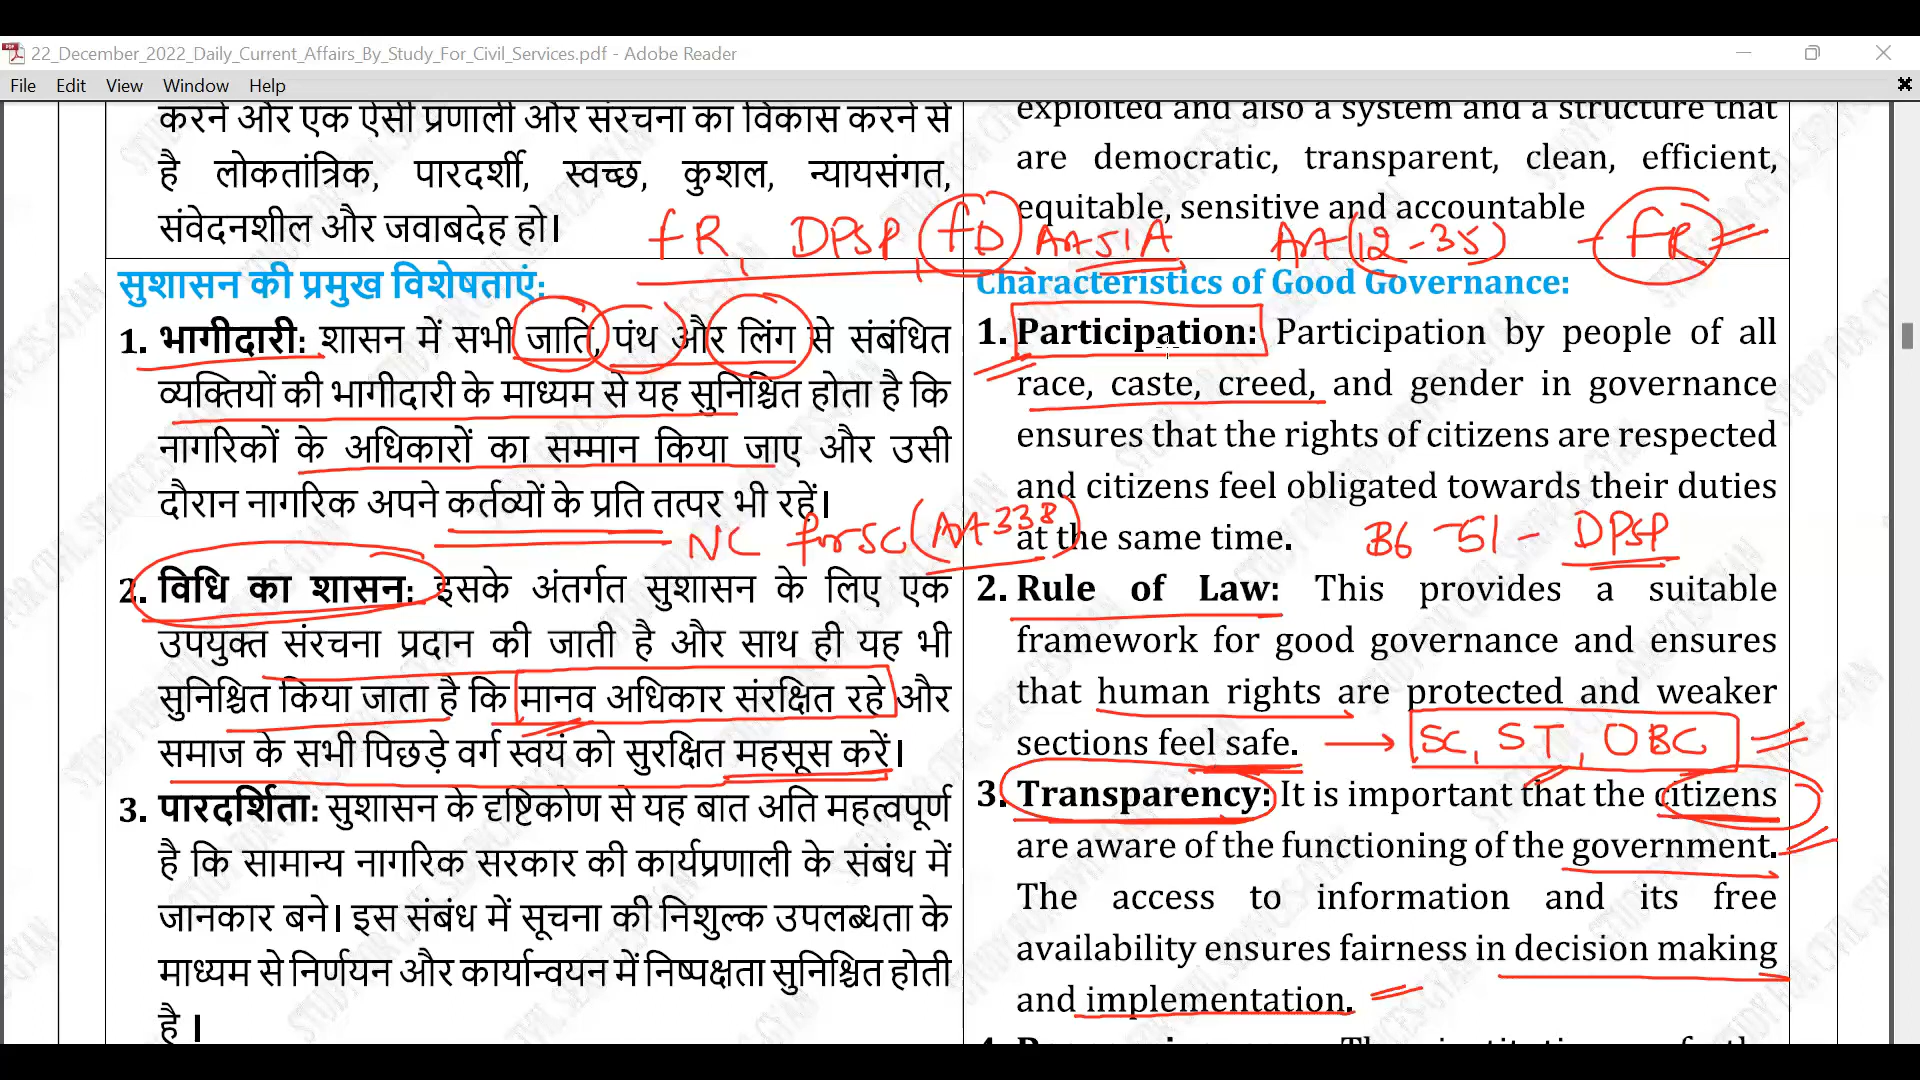 22_December_2022_Daily_Current_Affairs_By_Study_For_Civil_Services.pdf - Adobe Reader
File Edit View Window Help
करने और एक ऐसी प्रणाली और संरचना का विकास करने से
है लोकतांत्रिक, पारदर्शी, स्वच्छ, कुशल, न्यायसंगत,
संवेदनशील और जवाबदेह हो।
सुशासन की प्रमुख विशेषताएं:
1. भागीदारी: शासन में सभी जाति, पंथ और लिंग से संबंधित
व्यक्तियों की भागीदारी के माध्यम से यह सुनिश्चित होता है कि
नागरिकों के अधिकारों का सम्मान किया जाए और उसी
दौरान नागरिक अपने कर्तव्यों के प्रति तत्पर भी रहें।
2. विधि का शासन: इसके अंतर्गत सुशासन के लिए एक
उपयुक्त संरचना प्रदान की जाती है और साथ ही यह भी
सुनिश्चित किया जाता है कि मानव अधिकार संरक्षित रहे और
समाज के सभी पिछड़े वर्ग स्वयं को सुरक्षित महसूस करें।
3. पारदर्शिता: सुशासन के दृष्टिकोण से यह बात अति महत्वपूर्ण
है कि सामान्य नागरिक सरकार की कार्यप्रणाली के संबंध में
जानकार बने। इस संबंध में सूचना की निशुल्क उपलब्धता के
माध्यम से निर्णयन और कार्यान्वयन में निष्पक्षता सुनिश्चित होती
है।
exploited and also a system and a structure that
are democratic, transparent, clean, efficient,
equitable, sensitive and accountable
fR, DPSP, fD Art 51A Art (12-35) - FR
Characteristics of Good Governance:
1. Participation: Participation by people of all
race, caste, creed, and gender in governance
ensures that the rights of citizens are respected
and citizens feel obligated towards their duties
at the same time.
NC for SC (Art 338) 36 - 51 - DPSP
2. Rule of Law: This provides a suitable
framework for good governance and ensures
that human rights are protected and weaker
sections feel safe. → SC, ST, OBC
3. Transparency: It is important that the citizens
are aware of the functioning of the government.
The access to information and its free
availability ensures fairness in decision making
and implementation.